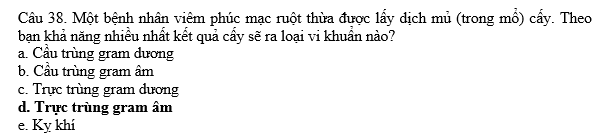 Câu 38. Một bệnh nhân viêm phúc mạc ruột thừa được lấy dịch mủ (trong mổ) cấy. Theo
bạn khả năng nhiều nhất kết quả cấy sẽ ra loại vi khuẩn nào?
a. Cầu trùng gram dương
b. Cầu trùng gram âm
c. Trực trùng gram dương
d. Trực trùng gram âm
e. Kỵ khí